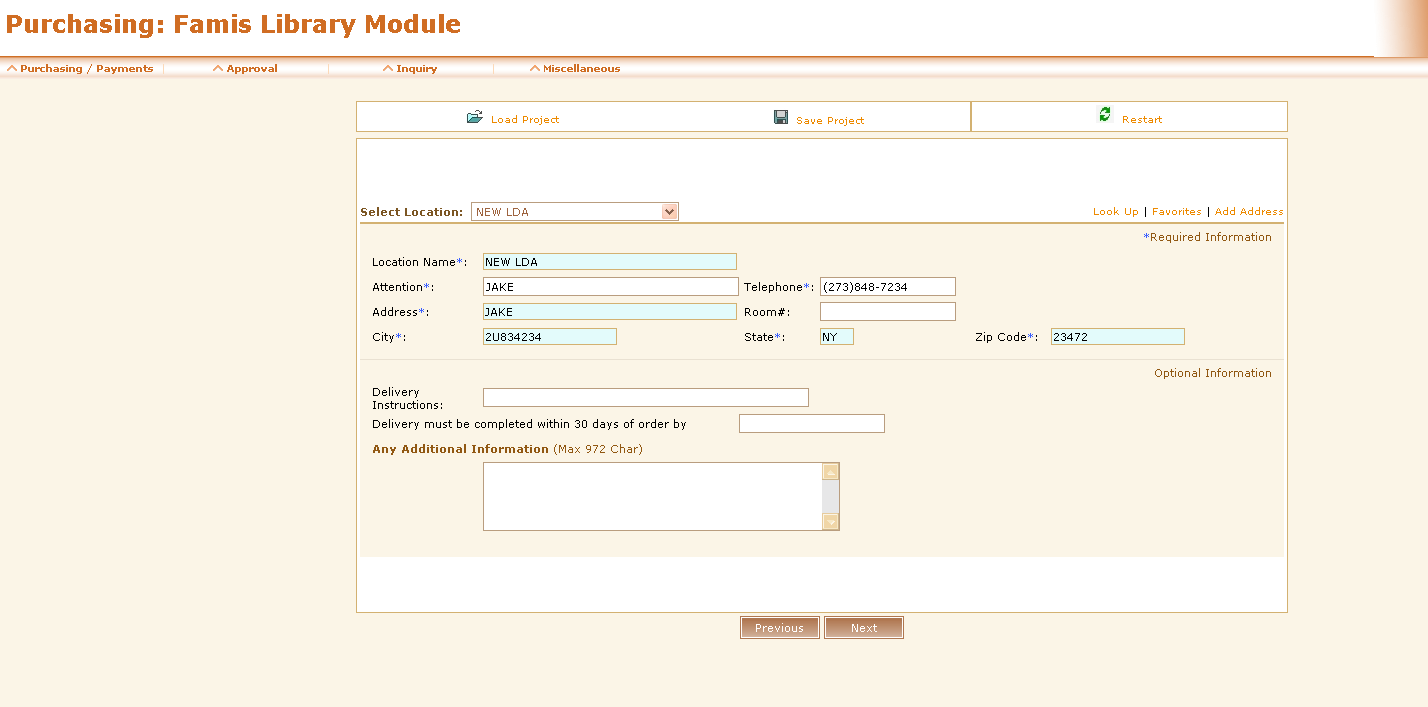 Purchasing: Famis Library Module
Purchasing / Payments Approval Inquiry Miscellaneous
Load Project Save Project Restart
Select Location: NEW LDA Look Up | Favorites | Add Address
*Required Information
Location Name*: NEW LDA
Attention*: JAKE Telephone*: (273)848-7234
Address*: JAKE Room#:
City*: 2U834234 State*: NY Zip Code*: 23472
Optional Information
Delivery
Instructions:
Delivery must be completed within 30 days of order by
Any Additional Information (Max 972 Char)
Previous Next